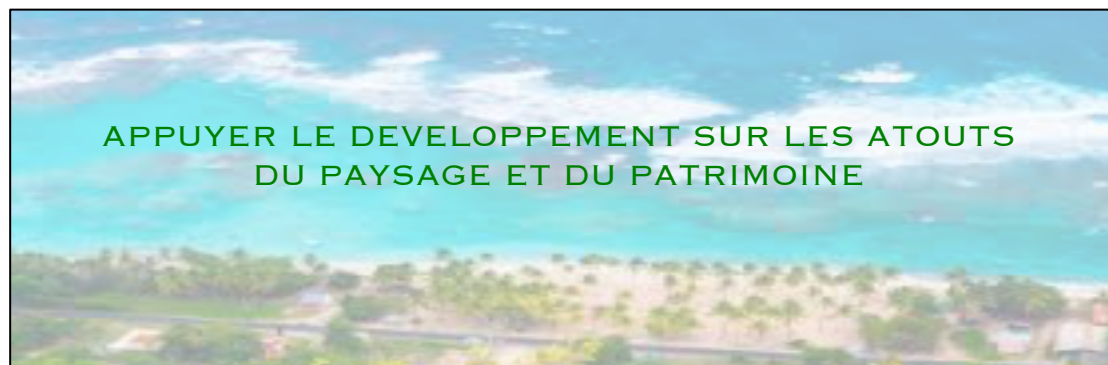 APPUYER LE DEVELOPPEMENT SUR LES ATOUTS
DU PAYSAGE ET DU PATRIMOINE